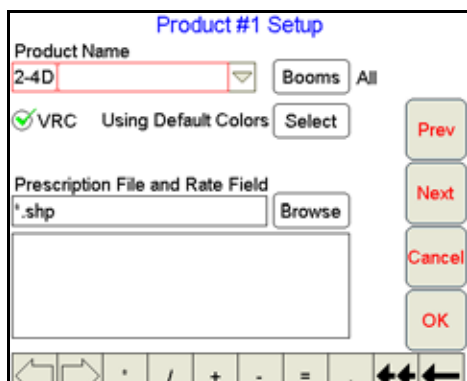 Product #1 Setup
Product Name
2-4D
Booms All
VRC Using Default Colors Select
Prev
Prescription File and Rate Field
Next
*.shp
Browse
Cancel
OK
/ + - =